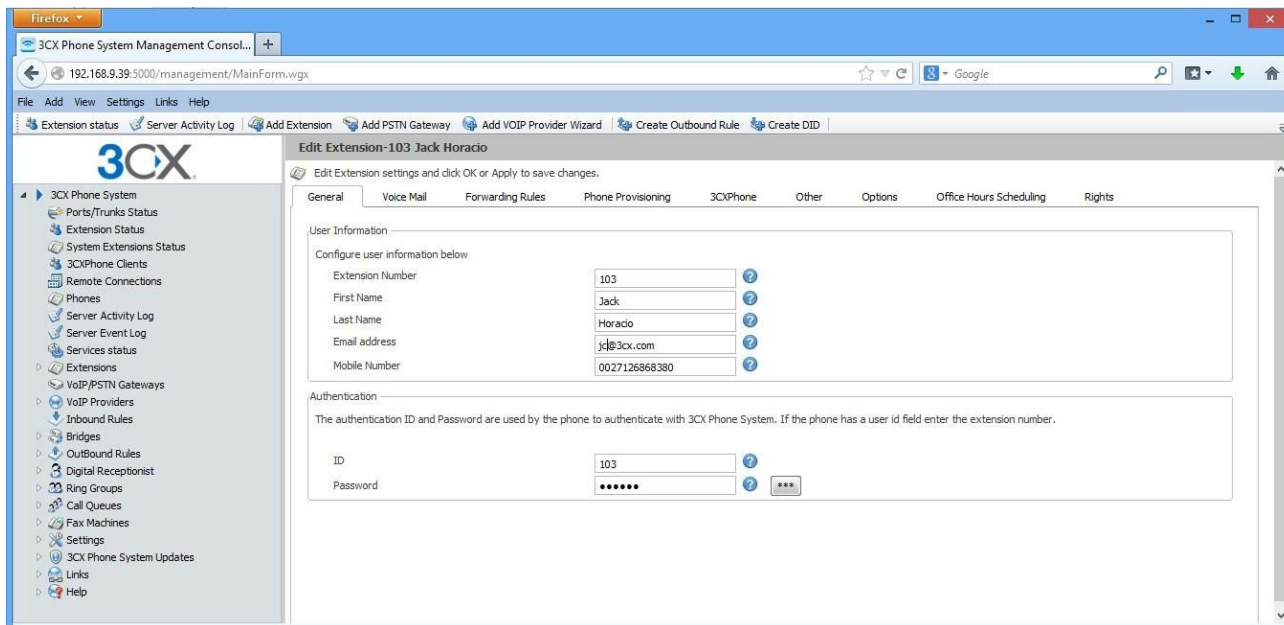 Firefox
3CX Phone System Management Consol... +
192.168.9.39:5000/management/MainForm.wgx
8 - Google
File Add View Settings Links Help
Extension status Server Activity Log Add Extension Add PSTN Gateway Add VOIP Provider Wizard Create Outbound Rule Create DID
3CX
Edit Extension-103 Jack Horacio
Edit Extension settings and click OK or Apply to save changes.
General Voice Mail Forwarding Rules Phone Provisioning 3CXPhone Other Options Office Hours Scheduling Rights
3CX Phone System
Ports/Trunks Status
Extension Status
System Extensions Status
3CXPhone Clients
Remote Connections
Phones
Server Activity Log
Server Event Log
Services status
Extensions
VoIP/PSTN Gateways
VoIP Providers
Inbound Rules
Bridges
OutBound Rules
Digital Receptionist
Ring Groups
Call Queues
Fax Machines
Settings
3CX Phone System Updates
Links
Help
User Information
Configure user information below
Extension Number 103
First Name Jack
Last Name Horacio
Email address jc@3cx.com
Mobile Number 0027126868380
Authentication
The authentication ID and Password are used by the phone to authenticate with 3CX Phone System. If the phone has a user id field enter the extension number.
ID 103
Password •••••• ***